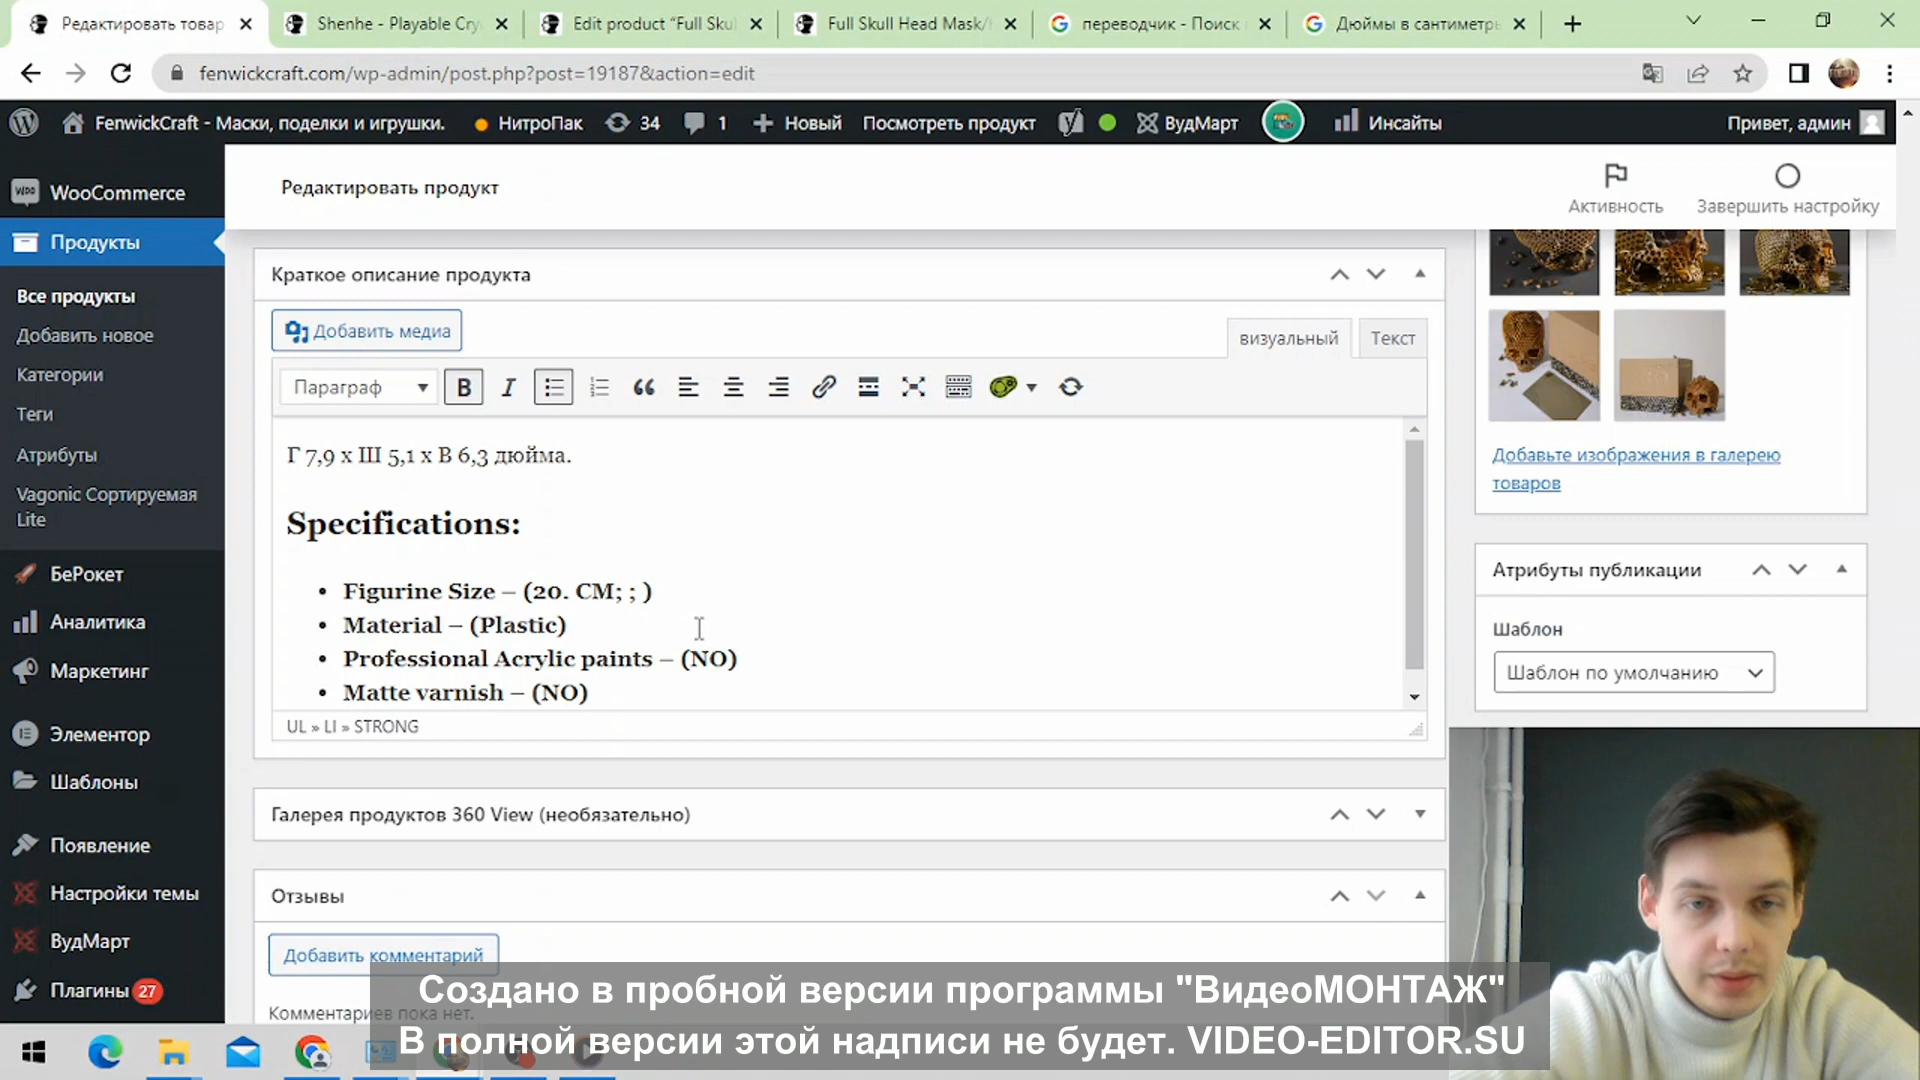 Редактировать товар
Shenhe - Playable Cry
Edit product “Full Sku
Full Skull Head Mask/
переводчик - Поиск
Дюймы в сантиметры
fenwickcraft.com/wp-admin/post.php?post=19187&action=edit
FenwickCraft - Маски, поделки и игрушки.
НитроПак
34
1
Новый
Посмотреть продукт
ВудМарт
Инсайты
Привет, админ
WooCommerce
Продукты
Все продукты
Добавить новое
Категории
Теги
Атрибуты
Vagonic Сортируемая
Lite
БеРокет
Аналитика
Маркетинг
Элементор
Шаблоны
Появление
Настройки темы
ВудМарт
Плагины 27
Редактировать продукт
Активность
Завершить настройку
Краткое описание продукта
Добавить медиа
визуальный
Текст
Параграф
Г 7,9 x Ш 5,1 x В 6,3 дюйма.
Specifications:
Figurine Size – (20. CM; ; )
Material – (Plastic)
Professional Acrylic paints – (NO)
Matte varnish – (NO)
UL » LI » STRONG
Галерея продуктов 360 View (необязательно)
Отзывы
Добавить комментарий
Комментариев пока нет.
Добавьте изображения в галерею
товаров
Атрибуты публикации
Шаблон
Шаблон по умолчанию
Создано в пробной версии программы "ВидеоМОНТАЖ"
В полной версии этой надписи не будет. VIDEO-EDITOR.SU